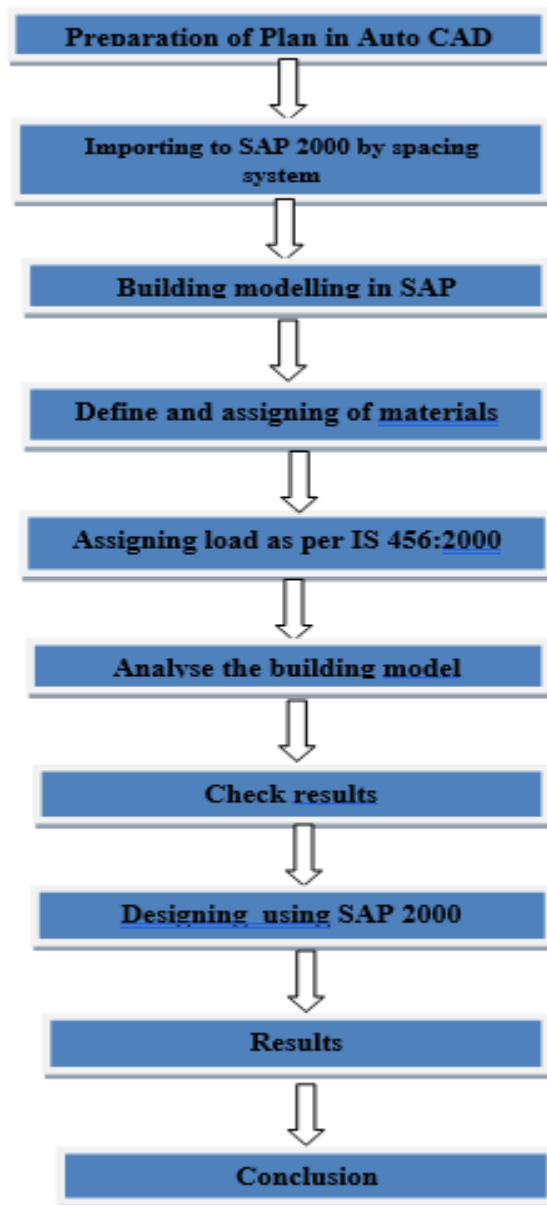 Preparation of Plan in Auto CAD
Importing to SAP 2000 by spacing
system
Building modelling in SAP
Define and assigning of materials
Assigning load as per IS 456:2000
Analyse the building model
Check results
Designing using SAP 2000
Results
Conclusion